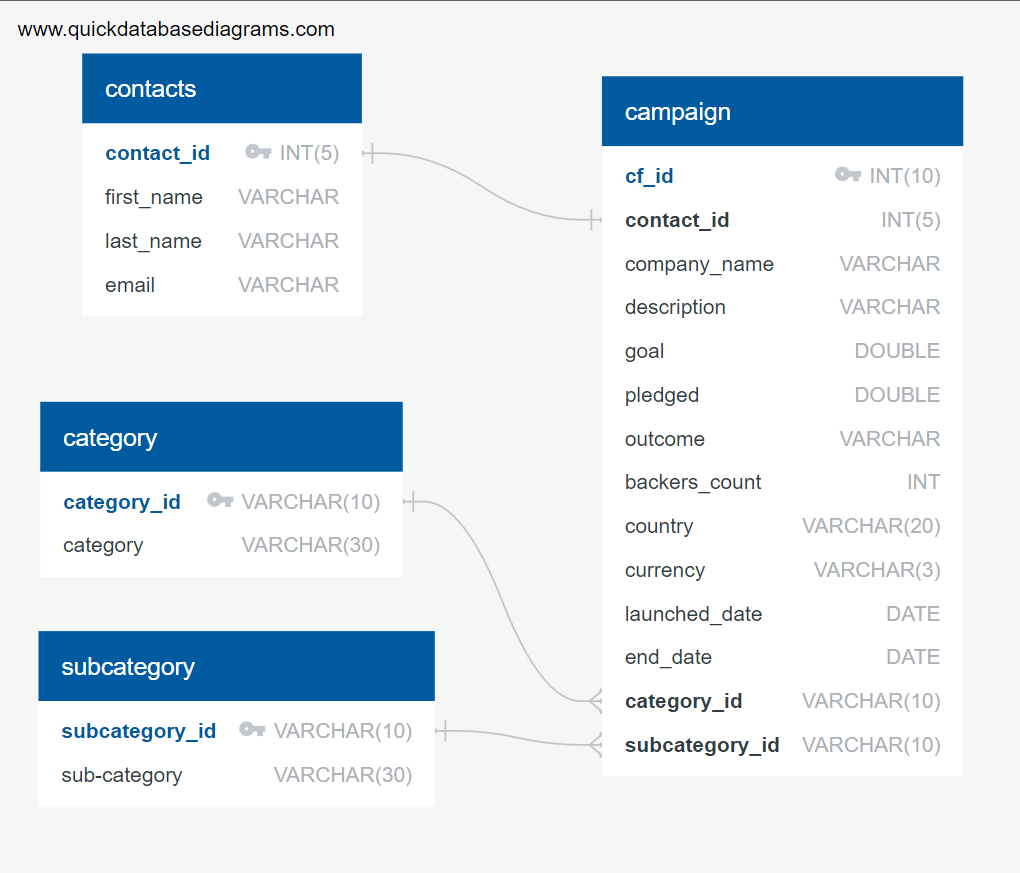 www.quickdatabasediagrams.com
contacts
contact_id INT(5)
first_name VARCHAR
last_name VARCHAR
email VARCHAR
category
category_id VARCHAR(10)
category VARCHAR(30)
subcategory
subcategory_id VARCHAR(10)
sub-category VARCHAR(30)
campaign
cf_id INT(10)
contact_id INT(5)
company_name VARCHAR
description VARCHAR
goal DOUBLE
pledged DOUBLE
outcome VARCHAR
backers_count INT
country VARCHAR(20)
currency VARCHAR(3)
launched_date DATE
end_date DATE
category_id VARCHAR(10)
subcategory_id VARCHAR(10)